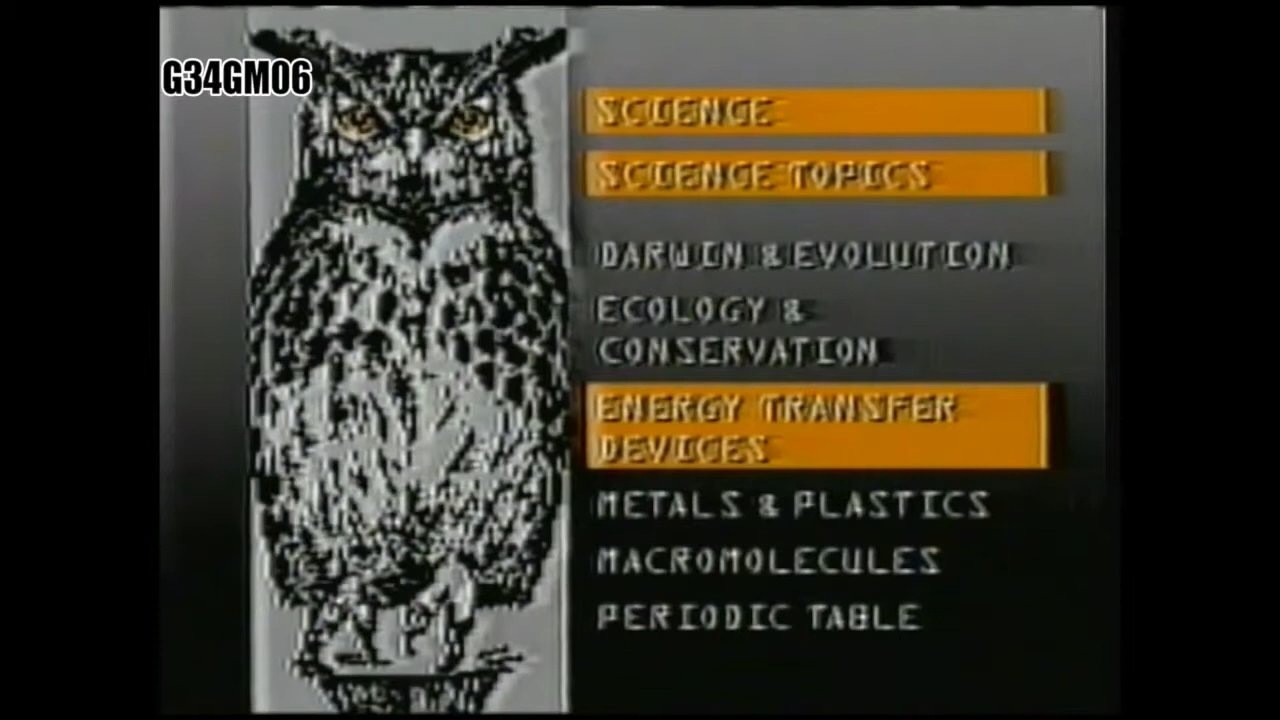 G34GM06
SCIENCE
SCIENCE TOPICS
DARWIN & EVOLUTION
ECOLOGY &
CONSERVATION
ENERGY TRANSFER
DEVICES
METALS & PLASTICS
MACROMOLECULES
PERIODIC TABLE